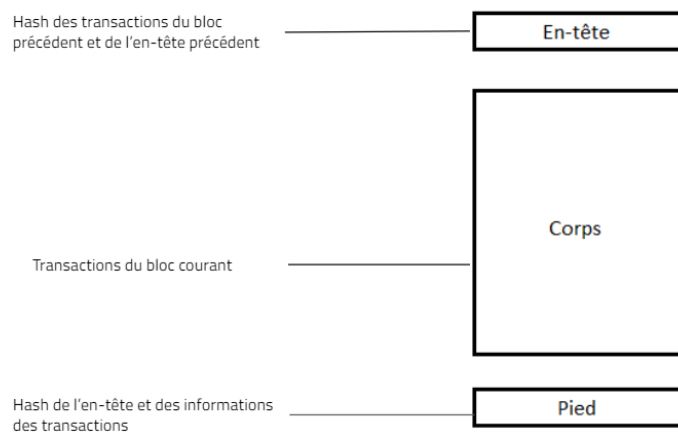 Hash des transactions du bloc
précédent et de l'en-tête précédent
En-tête
Corps
Transactions du bloc courant
Hash de l'en-tête et des informations
des transactions
Pied